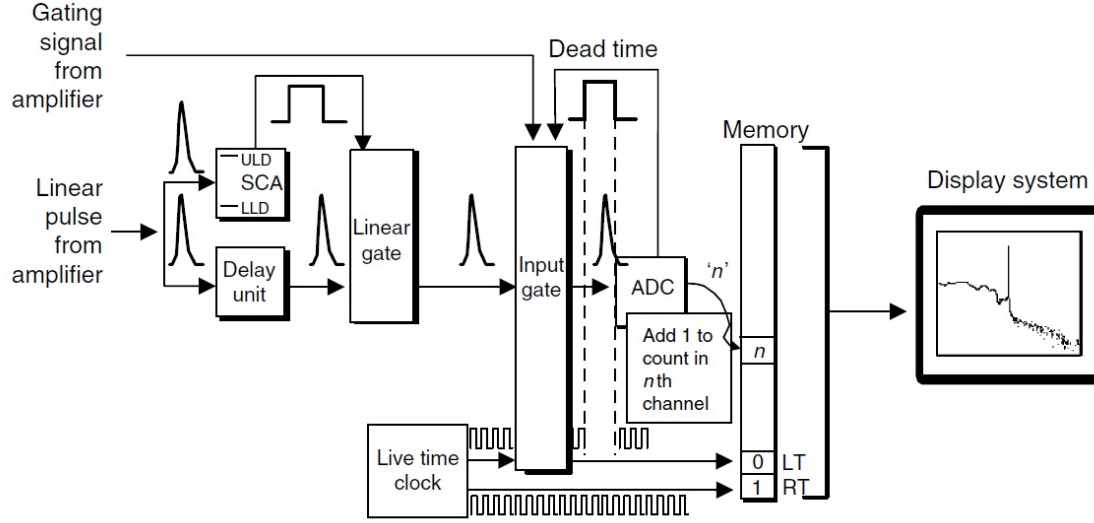 Gating
signal
from
amplifier
Dead time
Memory
ULD
SCA
LLD
Linear
pulse
from
amplifier
Delay
unit
Linear
gate
Input
gate
ADC
‘n’
Add 1 to
count in
nth
channel
n
Display system
Live time
clock
0 LT
1 RT